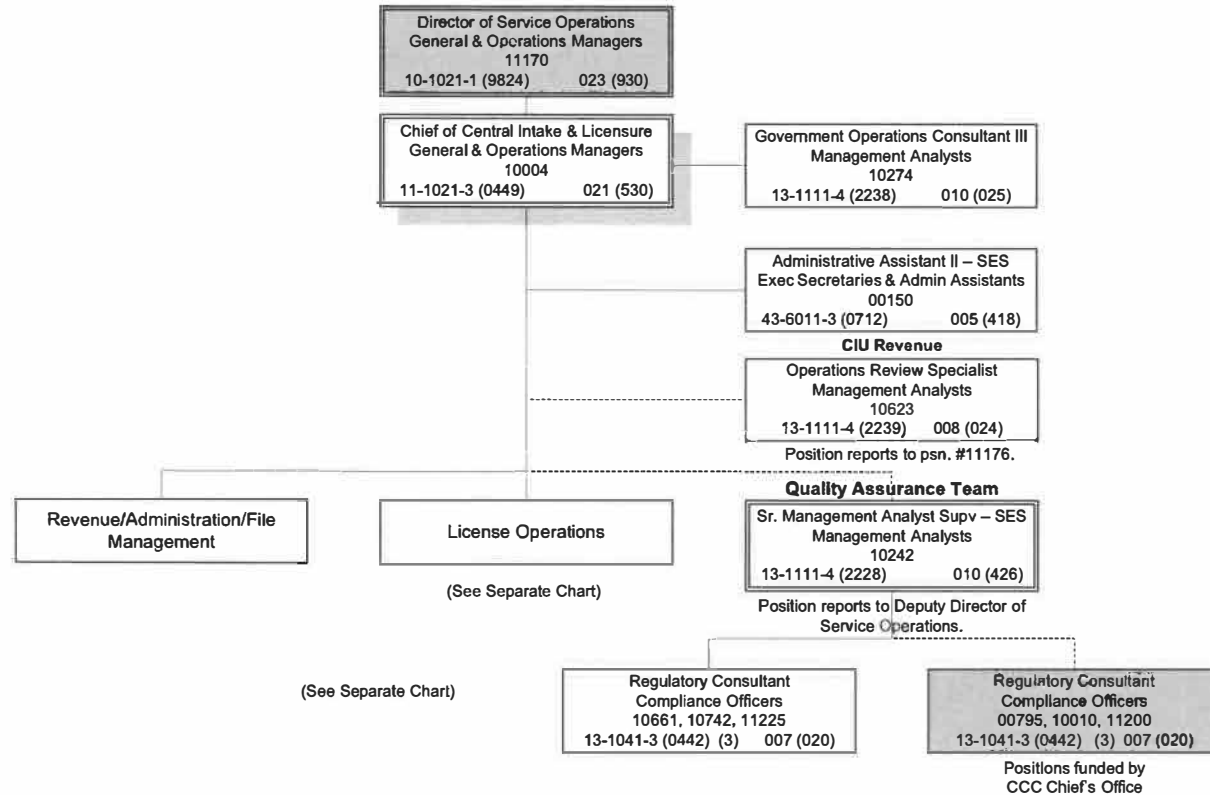 Director of Service Operations
General & Operations Managers
11170
10-1021-1 (9824) 023 (930)
Chief of Central Intake & Licensure
General & Operations Managers
10004
11-1021-3 (0449) 021 (530)
Government Operations Consultant III
Management Analysts
10274
13-1111-4 (2238) 010 (025)
Administrative Assistant II – SES
Exec Secretaries & Admin Assistants
00150
43-6011-3 (0712) 005 (418)
CIU Revenue
Operations Review Specialist
Management Analysts
10623
13-1111-4 (2239) 008 (024)
Position reports to psn. #11176.
Revenue/Administration/File
Management
License Operations
(See Separate Chart)
Quality Assurance Team
Sr. Management Analyst Supv – SES
Management Analysts
10242
13-1111-4 (2228) 010 (426)
Position reports to Deputy Director of
Service Operations.
(See Separate Chart)
Regulatory Consultant
Compliance Officers
10661, 10742, 11225
13-1041-3 (0442) (3) 007 (020)
Regulatory Consultant
Compliance Officers
00795, 10010, 11200
13-1041-3 (0442) (3) 007 (020)
Positions funded by
CCC Chief's Office